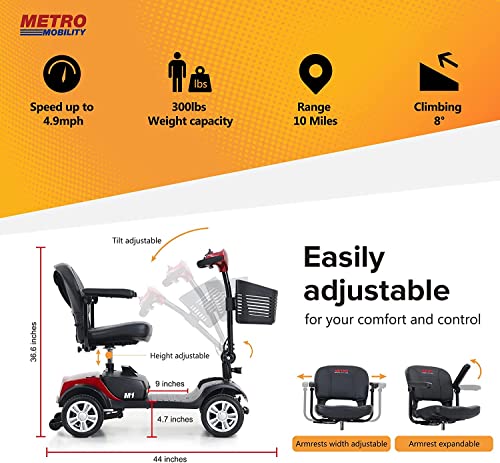 METRO
MOBILITY
lbs
Speed up to
4.9mph
300lbs
Weight capacity
Range
10 Miles
Climbing
8°
Tilt adjustable
36.6 inches
Height adjustable
9 inches
M1
4.7 inches
44 inches
Easily
adjustable
for your comfort and control
METRO
Armrests width adjustable
Armrest expandable